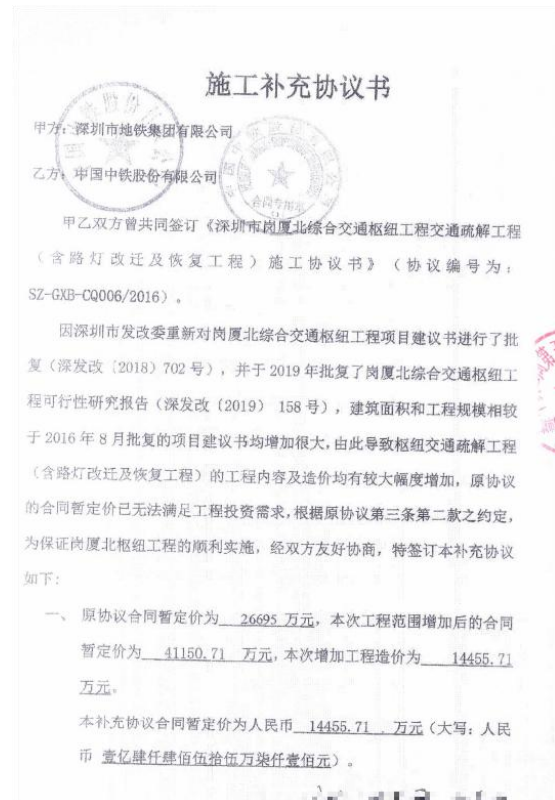 施工补充协议书
甲方：深圳市地铁集团有限公司
乙方：中国中铁股份有限公司
合同专用章
甲乙双方曾共同签订《深圳市岗厦北综合交通枢纽工程交通疏解工程
（含路灯改迁及恢复工程）施工协议书》（协议编号为：
SZ-GXB-CQ006/2016）。
因深圳市发改委重新对岗厦北综合交通枢纽工程项目建议书进行了批
复（深发改〔2018〕702 号），并于 2019 年批复了岗厦北综合交通枢纽工
程可行性研究报告（深发改〔2019〕158 号），建筑面积和工程规模相较
于 2016 年 8 月批复的项目建议书均增加很大，由此导致枢纽交通疏解工程
（含路灯改迁及恢复工程）的工程内容及造价均有较大幅度增加，原协议
的合同暂定价已无法满足工程投资需求，根据原协议第三条第二款之约定，
为保证岗厦北枢纽工程的顺利实施，经双方友好协商，特签订本补充协议
如下：
一、 原协议合同暂定价为 26695 万元，本次工程范围增加后的合同
暂定价为 41150.71 万元，本次增加工程造价为 14455.71
万元。
本补充协议合同暂定价为人民币 14455.71 万元（大写：人民
币 壹亿肆仟肆佰伍拾伍万柒仟壹佰元）。